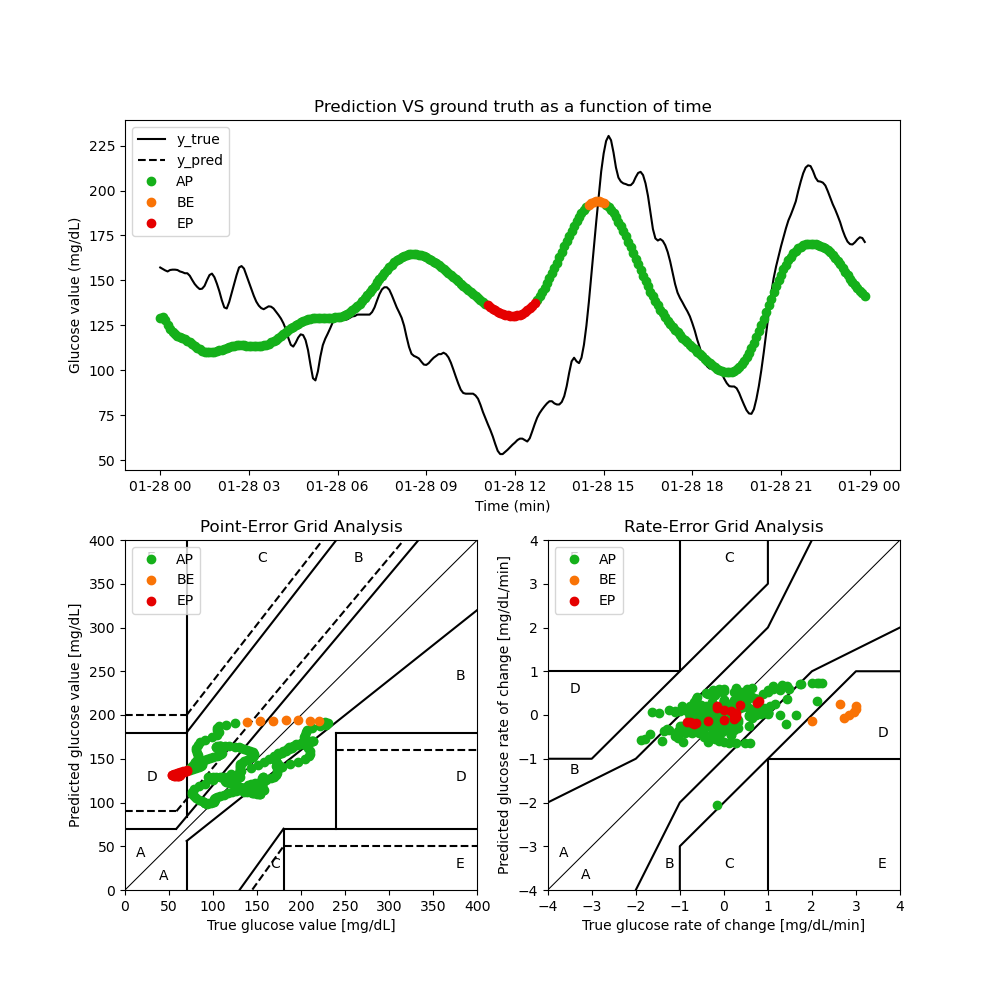 Prediction VS ground truth as a function of time
Glucose value (mg/dL)
225
200
175
150
125
100
75
50
y_true
y_pred
AP
BE
EP
01-28 00 01-28 03 01-28 06 01-28 09 01-28 12 01-28 15 01-28 18 01-28 21 01-29 00
Time (min)
Point-Error Grid Analysis
Predicted glucose value [mg/dL]
400
350
300
250
200
150
100
50
0
AP
BE
EP
C
B
B
D
D
A
A
C
E
0 50 100 150 200 250 300 350 400
True glucose value [mg/dL]
Rate-Error Grid Analysis
Predicted glucose rate of change [mg/dL/min]
4
3
2
1
0
−1
−2
−3
−4
AP
BE
EP
C
D
D
B
A
A
B
C
E
−4 −3 −2 −1 0 1 2 3 4
True glucose rate of change [mg/dL/min]